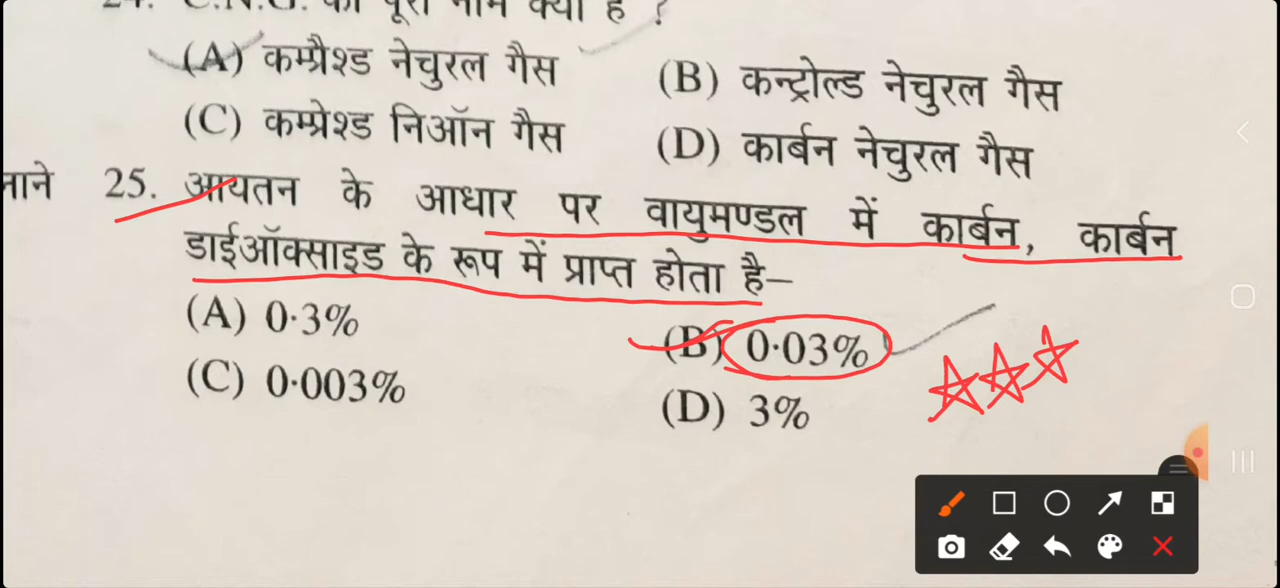 24. C.N.G. का पूरा नाम क्या है ?
(A) कम्प्रैश्ड नेचुरल गैस (B) कन्ट्रोल्ड नेचुरल गैस
(C) कम्प्रेश्ड निऑन गैस (D) कार्बन नेचुरल गैस
25. आयतन के आधार पर वायुमण्डल में कार्बन, कार्बन
डाईऑक्साइड के रूप में प्राप्त होता है–
(A) 0·3% (B) 0·03%
(C) 0·003% (D) 3%